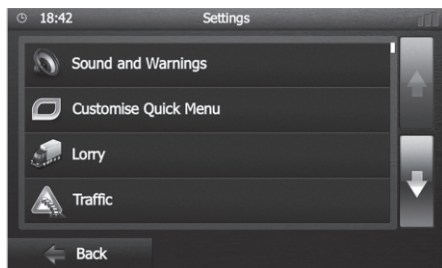 18:42 Settings
Sound and Warnings
Customise Quick Menu
Lorry
Traffic
Back